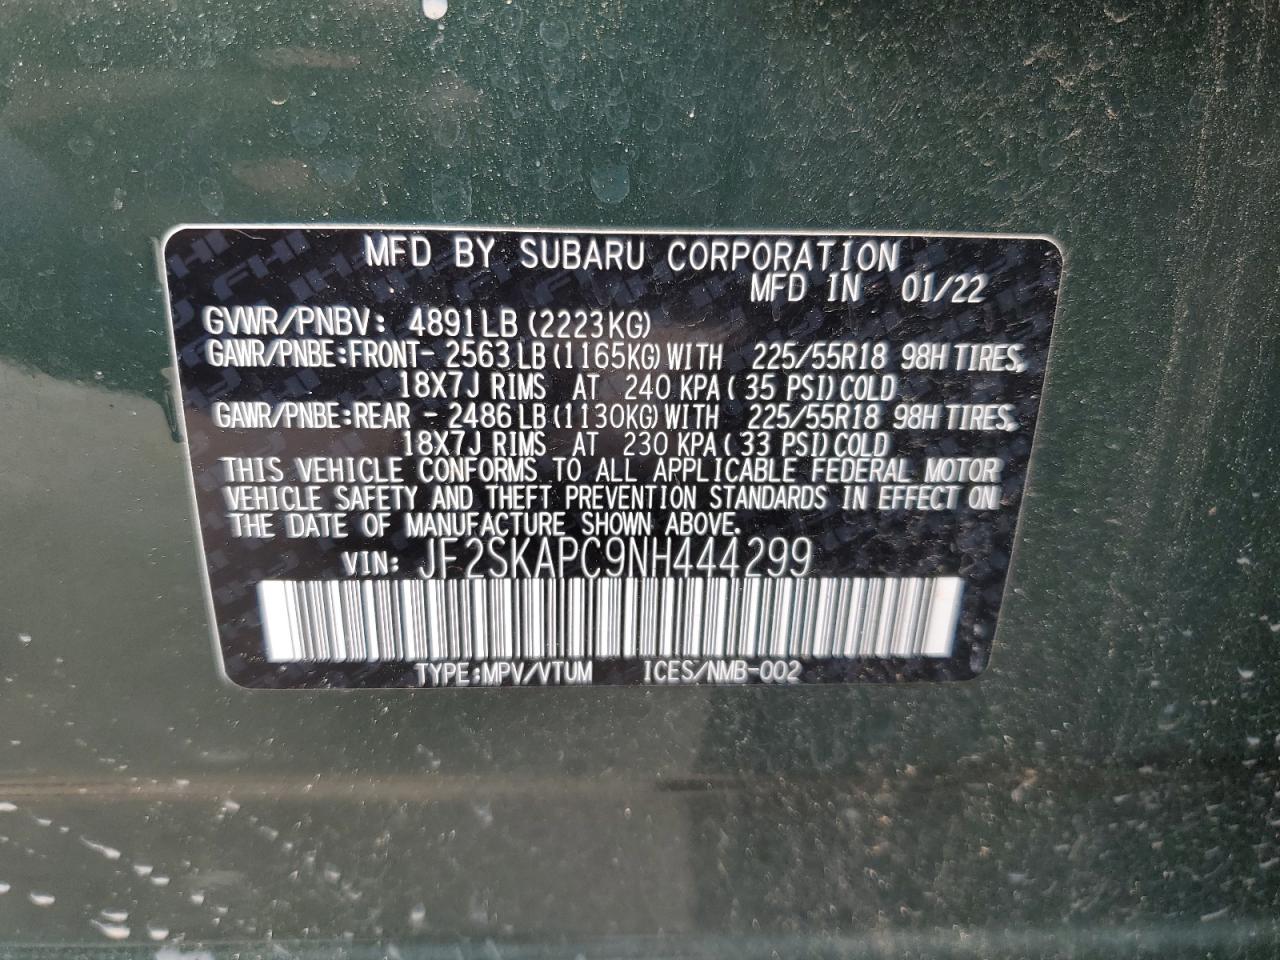 MFD BY SUBARU CORPORATION
MFD IN 01/22
GVWR/PNBV: 4891LB (2223KG)
GAWR/PNBE:FRONT- 2563LB (1165KG) WITH 225/55R18 98H TIRES,
18X7J RIMS AT 240 KPA ( 35 PSI) COLD
GAWR/PNBE:REAR - 2486LB (1130KG) WITH 225/55R18 98H TIRES,
18X7J RIMS AT 230 KPA ( 33 PSI) COLD
THIS VEHICLE CONFORMS TO ALL APPLICABLE FEDERAL MOTOR
VEHICLE SAFETY AND THEFT PREVENTION STANDARDS IN EFFECT ON
THE DATE OF MANUFACTURE SHOWN ABOVE.
VIN: JF2SKAPC9NH444299
TYPE:MPV/VTUM ICES/NMB-002